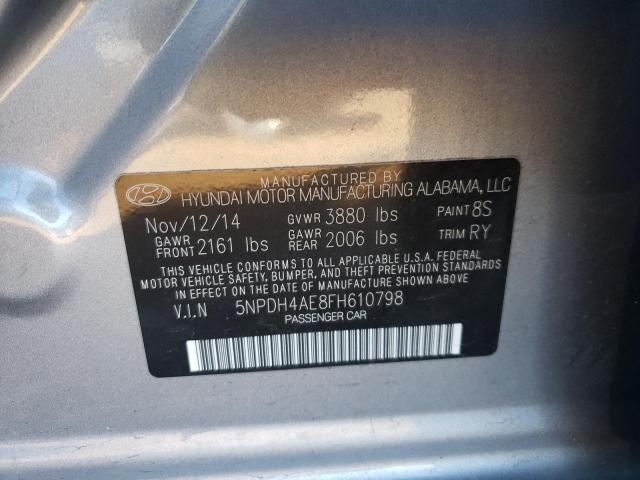 MANUFACTURED BY
HYUNDAI MOTOR MANUFACTURING ALABAMA, LLC
Nov/12/14 GVWR 3880 lbs PAINT 8S
GAWR FRONT 2161 lbs GAWR REAR 2006 lbs TRIM RY
THIS VEHICLE CONFORMS TO ALL APPLICABLE U.S.A. FEDERAL
MOTOR VEHICLE SAFETY, BUMPER, AND THEFT PREVENTION
STANDARDS IN EFFECT ON THE DATE OF MANUFACTURE SHOWN ABOVE
V.I.N 5NPDH4AE8FH610798
PASSENGER CAR